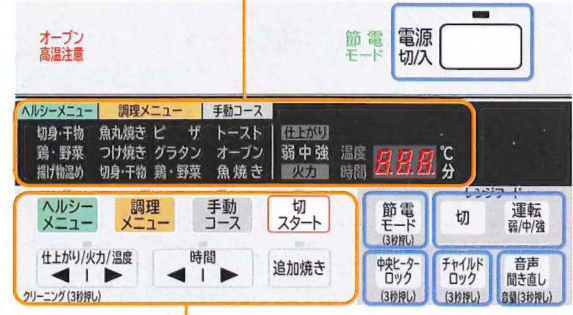 オーブン
高温注意
節電
モード
電源
切/入
ヘルシーメニュー 調理メニュー 手動コース
切身・干物 魚丸焼き ピザ トースト 仕上がり
鶏・野菜 つけ焼き グラタン オーブン 弱 中 強 温度 8.8.8. ℃
揚げ物温め 切身・干物 鶏・野菜 魚焼き 火力 時間 分
レンジフード
ヘルシー
メニュー
調理
メニュー
手動
コース
切
スタート
節電
モード
(3秒押し)
切
運転
弱/中/強
仕上がり/火力/温度
時間
追加焼き
クリーニング(3秒押し)
中央ヒーター
ロック
(3秒押し)
チャイルド
ロック
(3秒押し)
音声
聞き直し
音量(3秒押し)